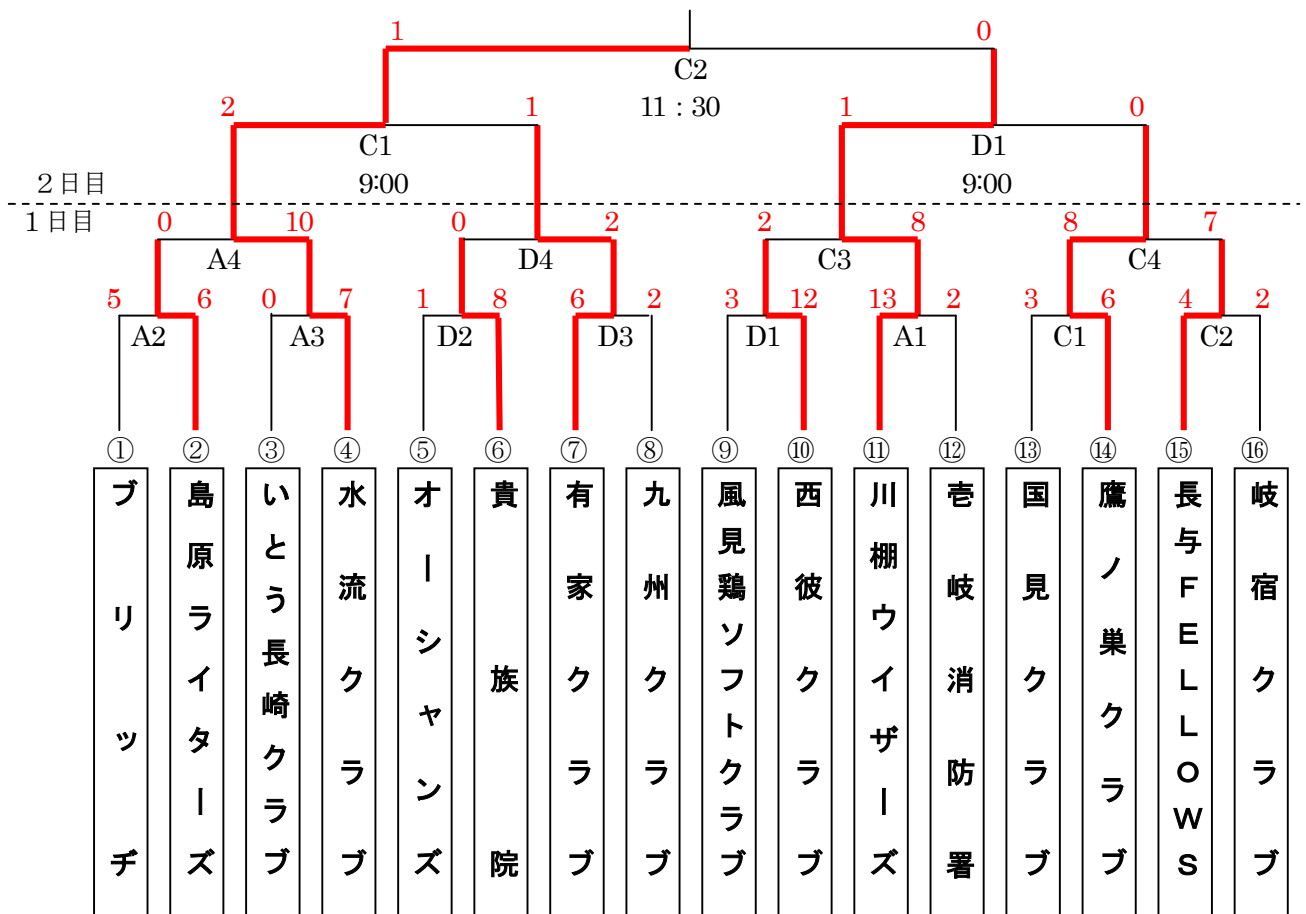 1 0
C2
2 1 11：30 1 0
C1 D1
２日目 9:00 9:00
１日目 0 10 0 2 2 8 8 7
A4 D4 C3 C4
5 6 0 7 1 8 6 2 3 12 13 2 3 6 4 2
A2 A3 D2 D3 D1 A1 C1 C2
① ② ③ ④ ⑤ ⑥ ⑦ ⑧ ⑨ ⑩ ⑪ ⑫ ⑬ ⑭ ⑮ ⑯
ブリッヂ
島原ライターズ
いとう長崎クラブ
水流クラブ
オーシャンズ
貴族院
有家クラブ
九州クラブ
風見鶏ソフトクラブ
西彼クラブ
川棚ウイザーズ
壱岐消防署
国見クラブ
鷹ノ巣クラブ
長与ＦＥＬＬＯＷＳ
岐宿クラブ